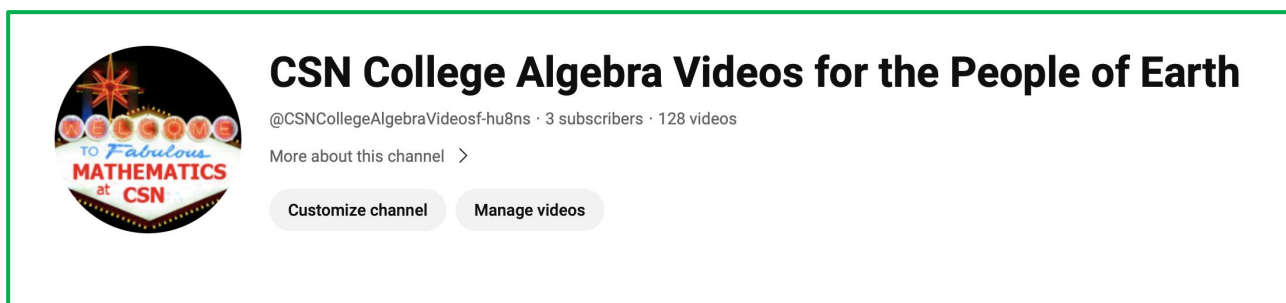 WELCOME
TO Fabulous
MATHEMATICS
at CSN
CSN College Algebra Videos for the People of Earth
@CSNCollegeAlgebraVideosf-hu8ns · 3 subscribers · 128 videos
More about this channel >
Customize channel
Manage videos